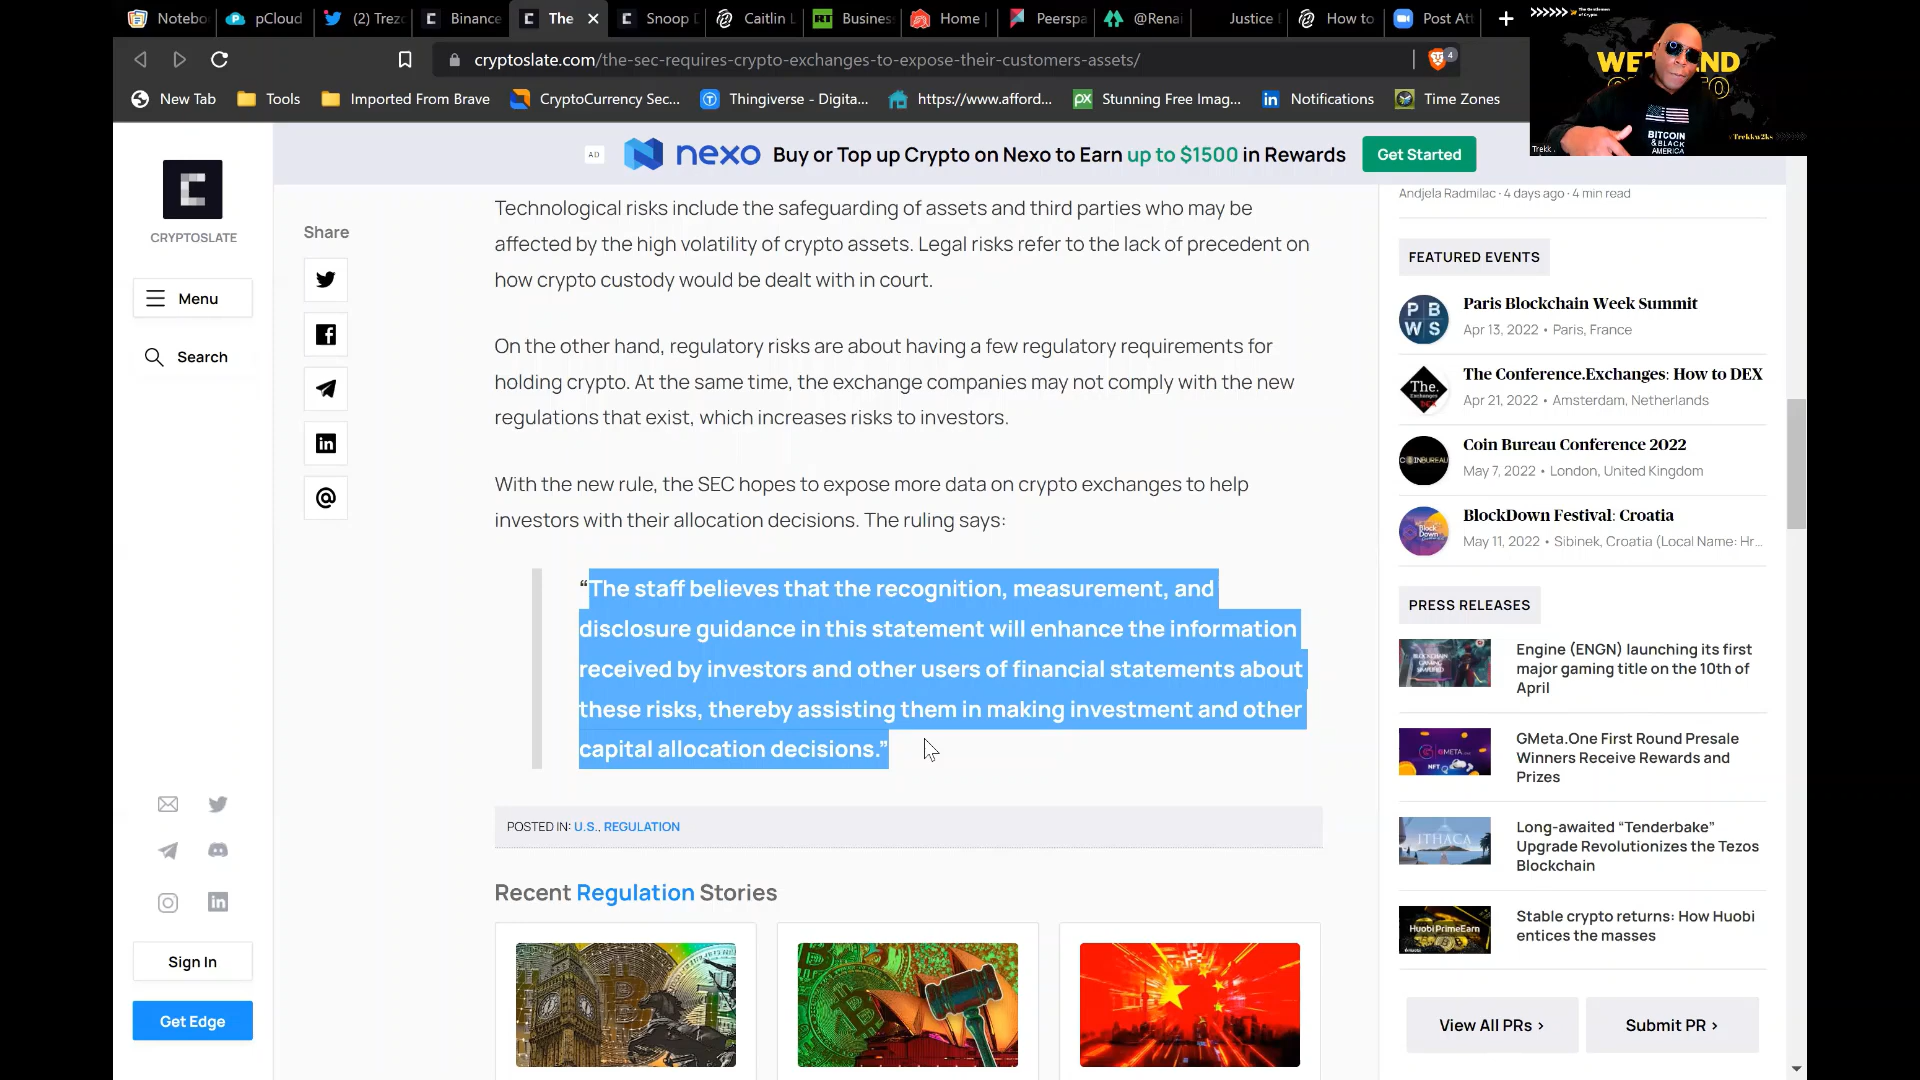 Notebo
pCloud
(2) Trezo
Binance
The
Snoop D
Caitlin L
Busines
Home
Peerspa
@Renai
Justice
How to
Post Att
cryptoslate.com/the-sec-requires-crypto-exchanges-to-expose-their-customers-assets/
4
New Tab
Tools
Imported From Brave
CryptoCurrency Sec...
Thingiverse - Digita...
https://www.afford...
Stunning Free Imag...
Notifications
Time Zones
BITCOIN
& BLACK
AMERICA
Trekkw2ks
Trekk
CRYPTOSLATE
Menu
Search
Sign In
Get Edge
AD
nexo
Buy or Top up Crypto on Nexo to Earn up to $1500 in Rewards
Get Started
Share
Technological risks include the safeguarding of assets and third parties who may be
affected by the high volatility of crypto assets. Legal risks refer to the lack of precedent on
how crypto custody would be dealt with in court.
On the other hand, regulatory risks are about having a few regulatory requirements for
holding crypto. At the same time, the exchange companies may not comply with the new
regulations that exist, which increases risks to investors.
With the new rule, the SEC hopes to expose more data on crypto exchanges to help
investors with their allocation decisions. The ruling says:
“The staff believes that the recognition, measurement, and
disclosure guidance in this statement will enhance the information
received by investors and other users of financial statements about
these risks, thereby assisting them in making investment and other
capital allocation decisions.”
POSTED IN: U.S., REGULATION
Recent Regulation Stories
Andjela Radmilac · 4 days ago · 4 min read
FEATURED EVENTS
P B
W S
Paris Blockchain Week Summit
Apr 13, 2022 • Paris, France
The.
The Conference.Exchanges: How to DEX
Apr 21, 2022 • Amsterdam, Netherlands
COINBUREAU
Coin Bureau Conference 2022
May 7, 2022 • London, United Kingdom
BlockDown Festival: Croatia
May 11, 2022 • Sibinek, Croatia (Local Name: Hr...
PRESS RELEASES
Engine (ENGN) launching its first
major gaming title on the 10th of
April
GMETA
NFT
GMeta.One First Round Presale
Winners Receive Rewards and
Prizes
ITHACA
Long-awaited “Tenderbake”
Upgrade Revolutionizes the Tezos
Blockchain
Huobi PrimeEarn
Stable crypto returns: How Huobi
entices the masses
View All PRs ›
Submit PR ›